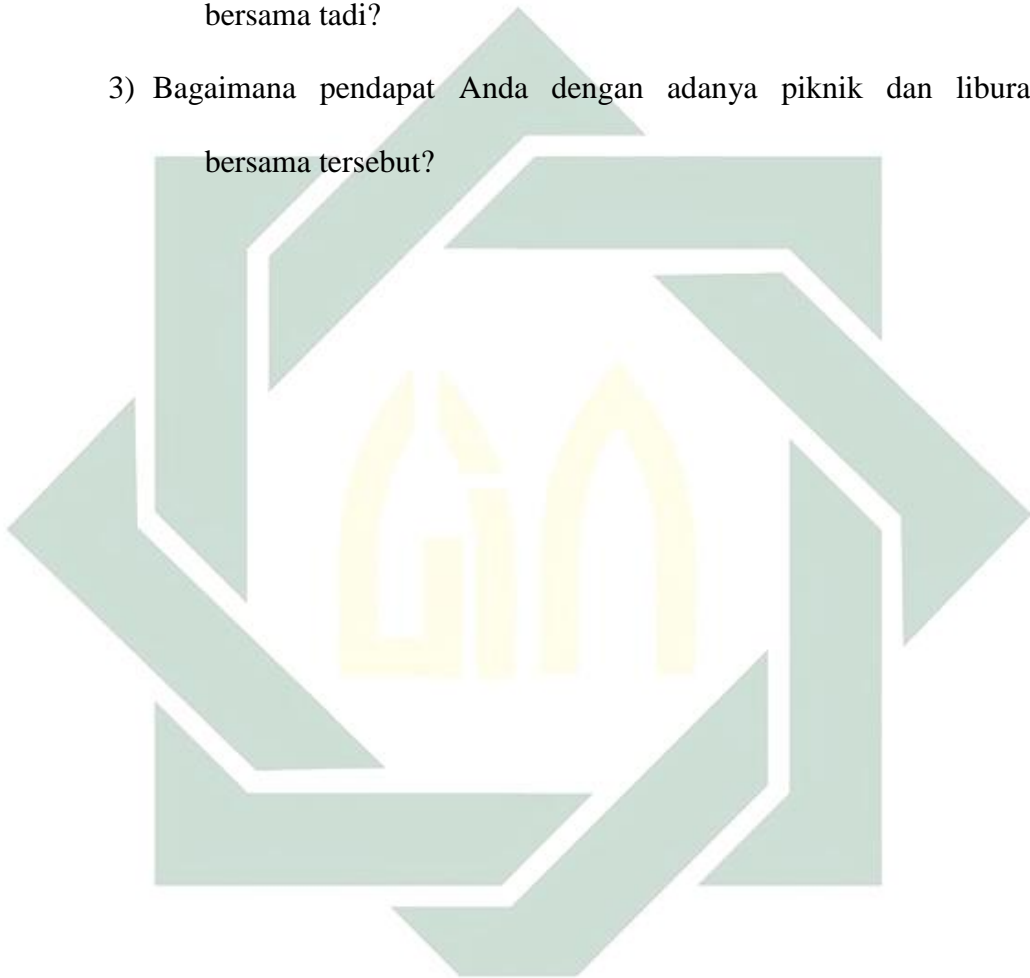 bersama tadi?
3) Bagaimana pendapat Anda dengan adanya piknik dan libura
bersama tersebut?